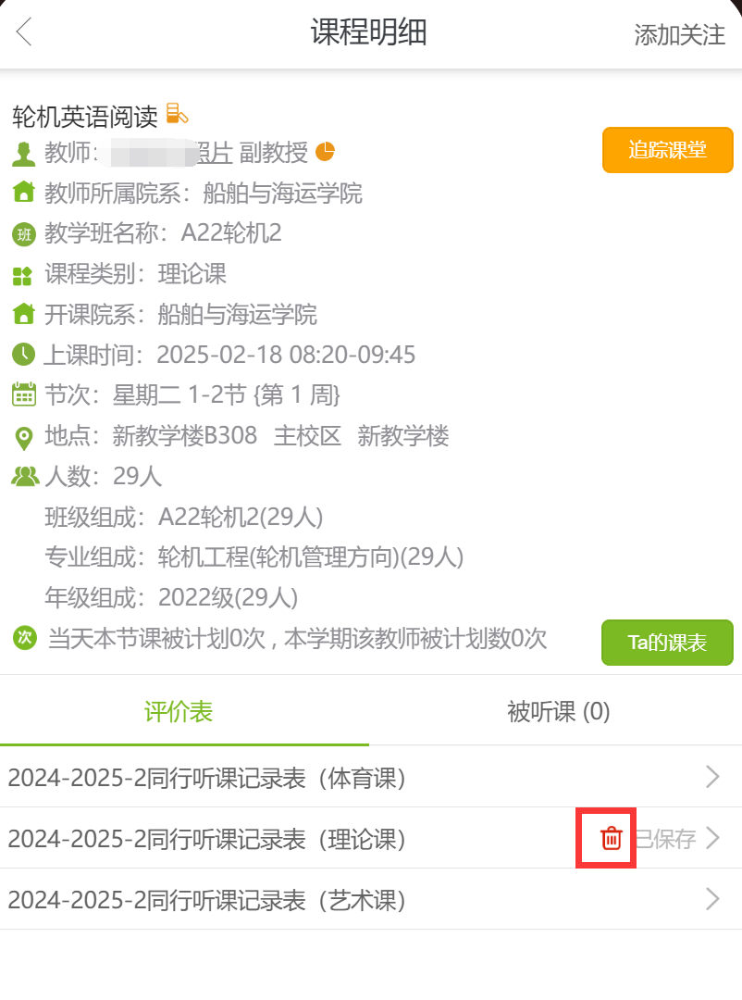 课程明细
添加关注
轮机英语阅读
教师: 照片 副教授
追踪课堂
教师所属院系：船舶与海运学院
班 教学班名称：A22轮机2
课程类别：理论课
开课院系：船舶与海运学院
上课时间：2025-02-18 08:20-09:45
节次：星期二 1-2节 {第 1 周}
地点：新教学楼B308 主校区 新教学楼
人数：29人
班级组成：A22轮机2(29人)
专业组成：轮机工程(轮机管理方向)(29人)
年级组成：2022级(29人)
次 当天本节课被计划0次 , 本学期该教师被计划数0次
Ta的课表
评价表
被听课 (0)
2024-2025-2同行听课记录表（体育课）
2024-2025-2同行听课记录表（理论课）
已保存
2024-2025-2同行听课记录表（艺术课）